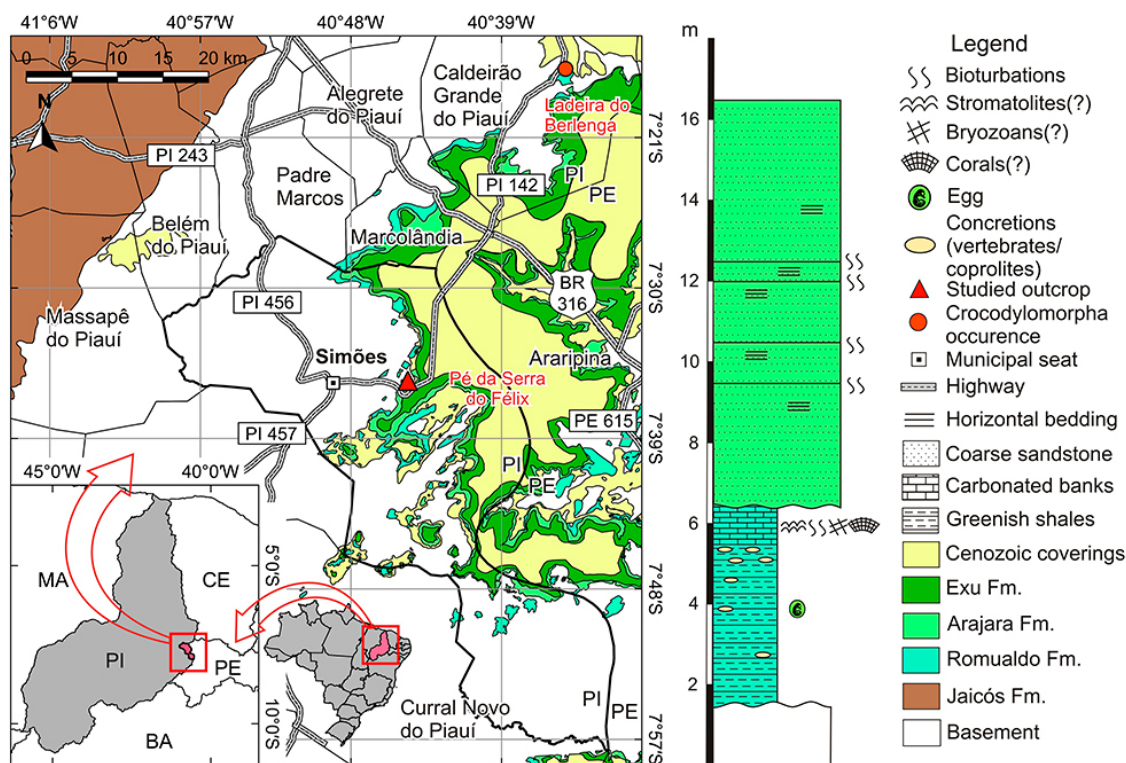 41°6'W
40°57'W
40°48'W
40°39'W
0 5 10 15 20 km
N
PI 243
Alegrete
do Piauí
Caldeirão
Grande
do Piauí
Ladeira do
Berlenga
7°21'S
Padre
Marcos
PI 142
PI
PE
Belém
do Piauí
Marcolândia
7°30'S
BR
316
PI 456
Massapê
do Piauí
Simões
Araripina
Pé da Serra
do Félix
PE 615
PI 457
7°39'S
PI
PE
45°0'W
40°0'W
5°0'S
7°48'S
MA
CE
PI
PE
BA
10°0'S
Curral Novo
do Piauí
PI
PE
7°57'S
m
16
14
12
10
8
6
4
2
Legend
Bioturbations
Stromatolites(?)
Bryozoans(?)
Corals(?)
Egg
Concretions
(vertebrates/
coprolites)
Studied outcrop
Crocodylomorpha
occurence
Municipal seat
Highway
Horizontal bedding
Coarse sandstone
Carbonated banks
Greenish shales
Cenozoic coverings
Exu Fm.
Arajara Fm.
Romualdo Fm.
Jaicós Fm.
Basement